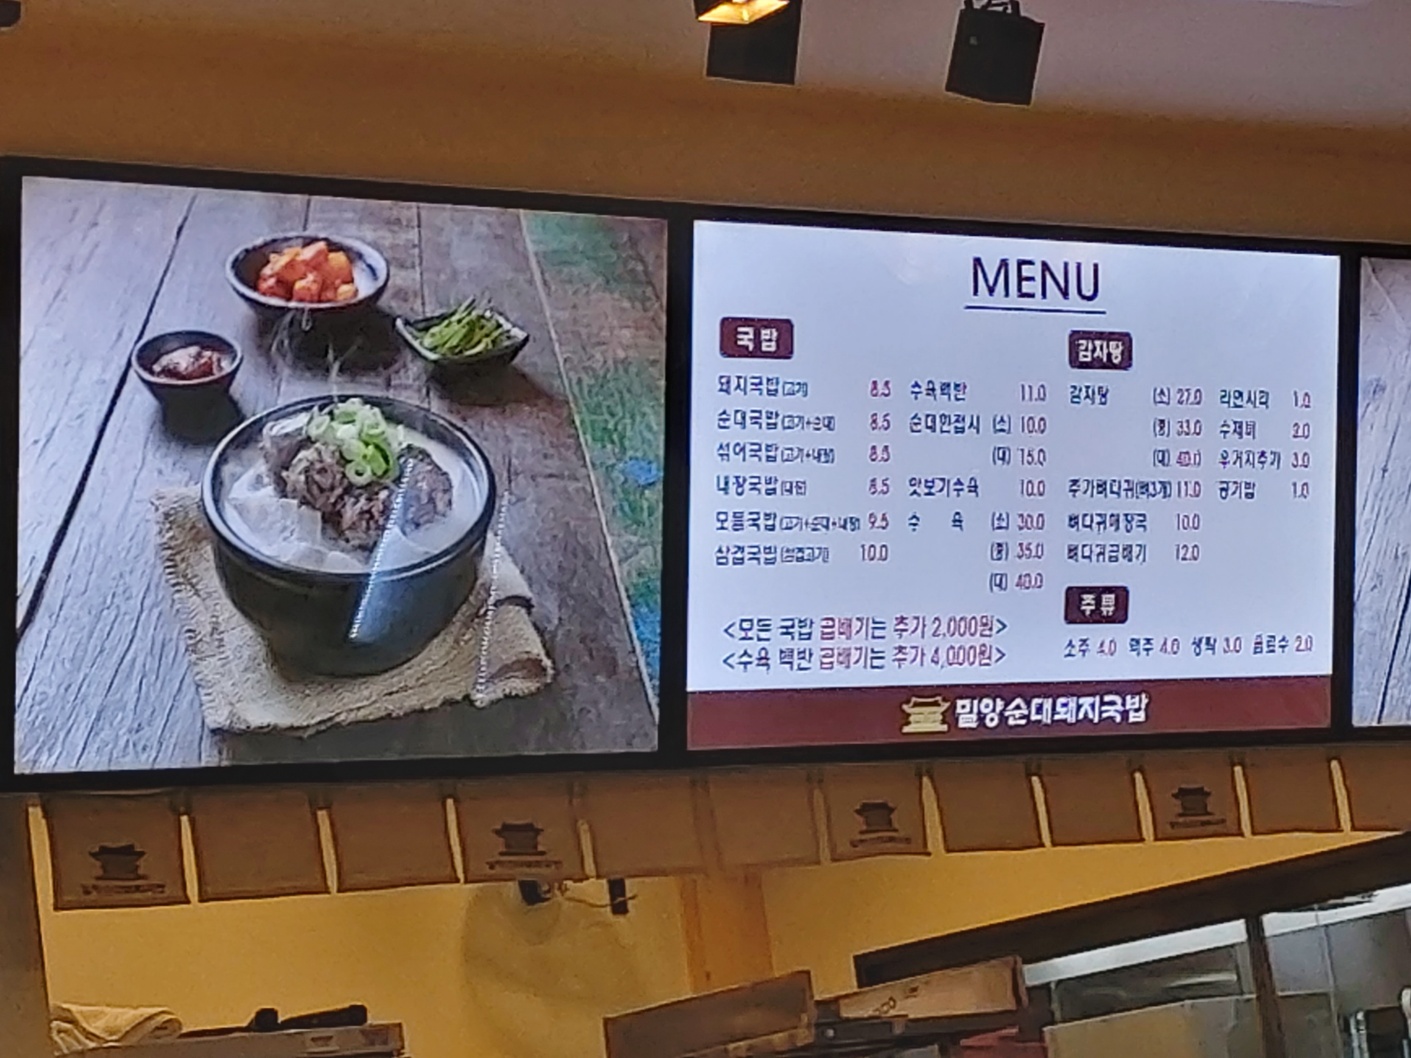 MENU
국밥
돼지국밥(고기) 8.5
순대국밥(고기+순대) 8.5
섞어국밥(고기+내장) 8.5
내장국밥(내장) 8.5
모듬국밥(고기+순대+내장) 9.5
삼겹국밥(삼겹고기) 10.0
수육백반 11.0
순대한접시 (소) 10.0
(대) 15.0
맛보기수육 10.0
수 육 (소) 30.0
(중) 35.0
(대) 40.0
<모든 국밥 곱배기는 추가 2,000원>
<수육 백반 곱배기는 추가 4,000원>
감자탕
감자탕 (소) 27.0
(중) 33.0
(대) 40.0
추가뼈다귀(뼈3개) 11.0
뼈다귀해장국 10.0
뼈다귀곱배기 12.0
라면사리 1.0
수제비 2.0
우거지추가 3.0
공기밥 1.0
주류
소주 4.0 맥주 4.0 생탁 3.0 음료수 2.0
밀양순대돼지국밥